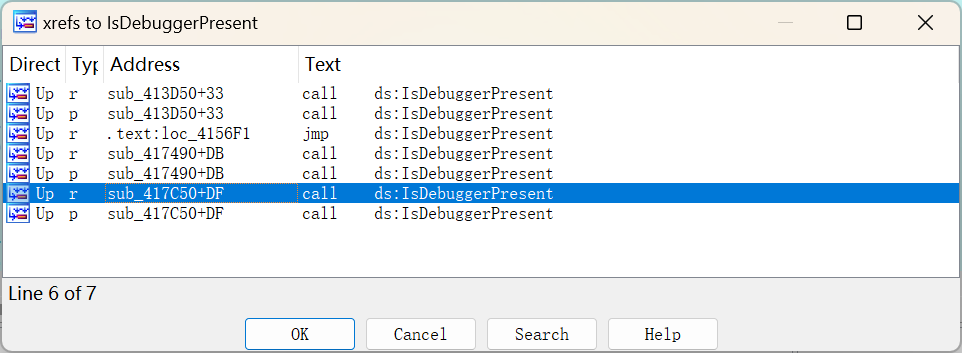 xrefs to IsDebuggerPresent
Direct Typ Address Text
Up r sub_413D50+33 call ds:IsDebuggerPresent
Up p sub_413D50+33 call ds:IsDebuggerPresent
Up r .text:loc_4156F1 jmp ds:IsDebuggerPresent
Up r sub_417490+DB call ds:IsDebuggerPresent
Up p sub_417490+DB call ds:IsDebuggerPresent
Up r sub_417C50+DF call ds:IsDebuggerPresent
Up p sub_417C50+DF call ds:IsDebuggerPresent
Line 6 of 7
OK Cancel Search Help